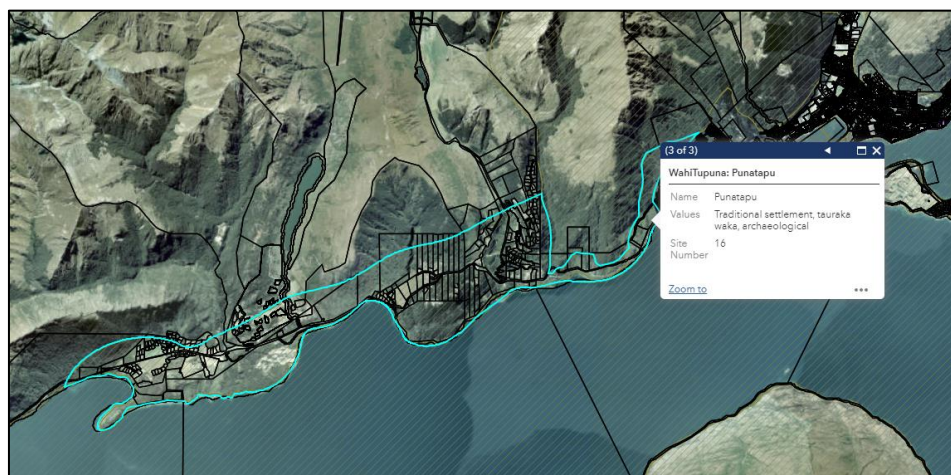 (3 of 3)
WahiTupuna: Punatapu
Name Punatapu
Values Traditional settlement, tauraka
waka, archaeological
Site 16
Number
Zoom to